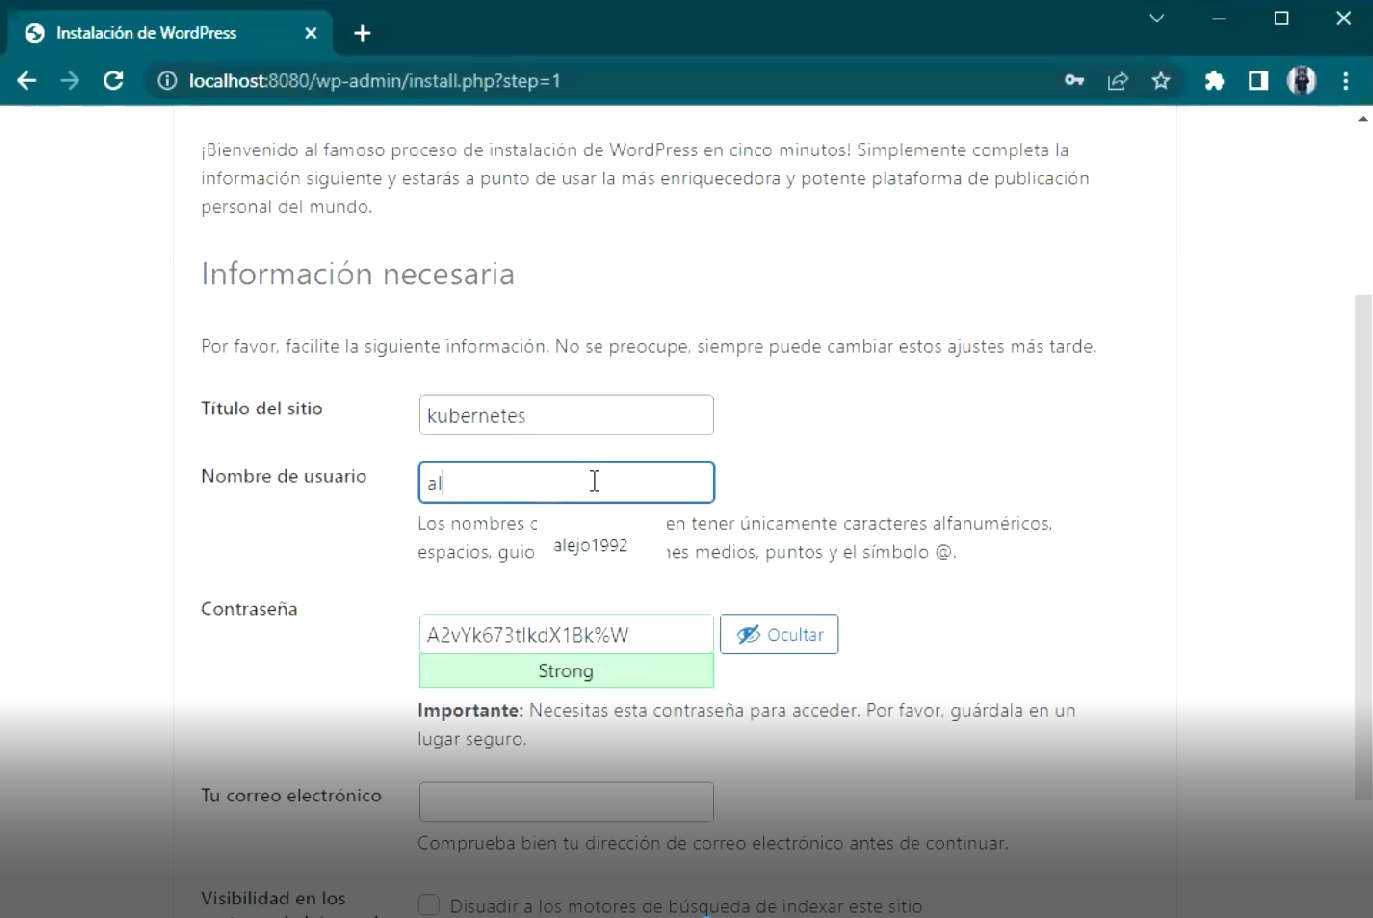 Instalación de WordPress
localhost:8080/wp-admin/install.php?step=1
¡Bienvenido al famoso proceso de instalación de WordPress en cinco minutos! Simplemente completa la
información siguiente y estarás a punto de usar la más enriquecedora y potente plataforma de publicación
personal del mundo.
Información necesaria
Por favor, facilite la siguiente información. No se preocupe, siempre puede cambiar estos ajustes más tarde.
Título del sitio
kubernetes
Nombre de usuario
al
Los nombres en tener únicamente caracteres alfanuméricos,
espacios, guio nes medios, puntos y el símbolo @.
alejo1992
Contraseña
A2vYk673tIkdX1Bk%W
Ocultar
Strong
Importante: Necesitas esta contraseña para acceder. Por favor, guárdala en un
lugar seguro.
Tu correo electrónico
Comprueba bien tu dirección de correo electrónico antes de continuar.
Visibilidad en los
Disuadir a los motores de búsqueda de indexar este sitio